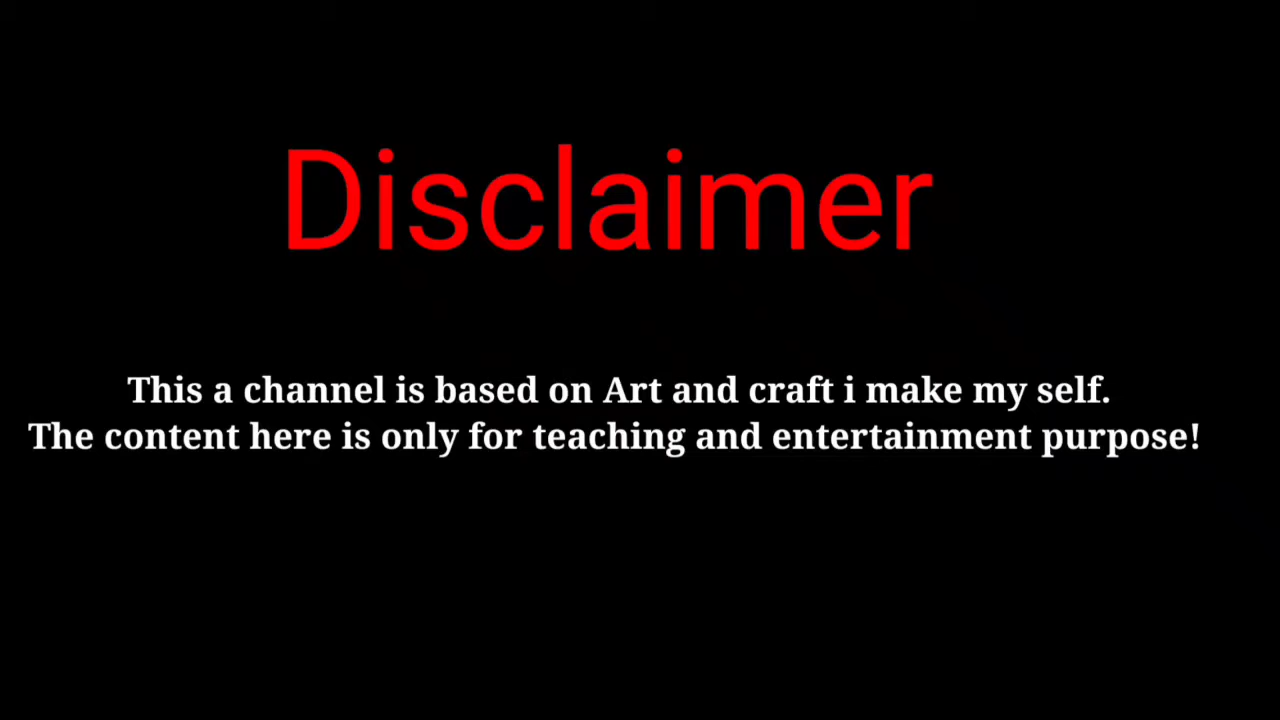 Disclaimer
This a channel is based on Art and craft i make my self.
The content here is only for teaching and entertainment purpose!